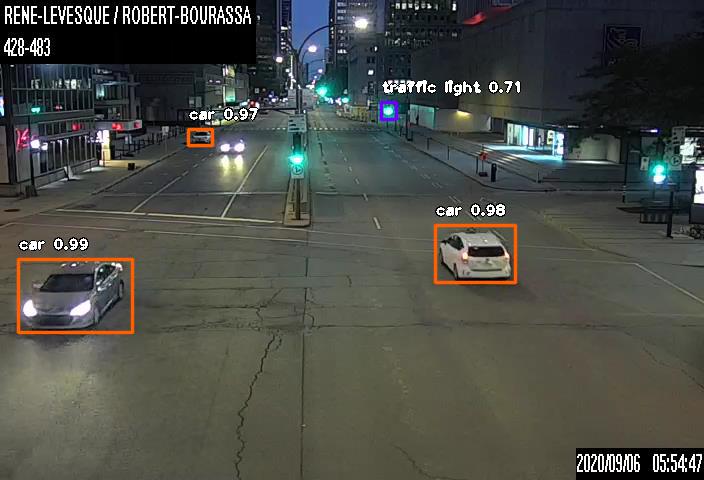 RENE-LEVESQUE / ROBERT-BOURASSA
428-483
traffic light 0.71
car 0.97
car 0.98
car 0.99
2020/09/06 05:54:47